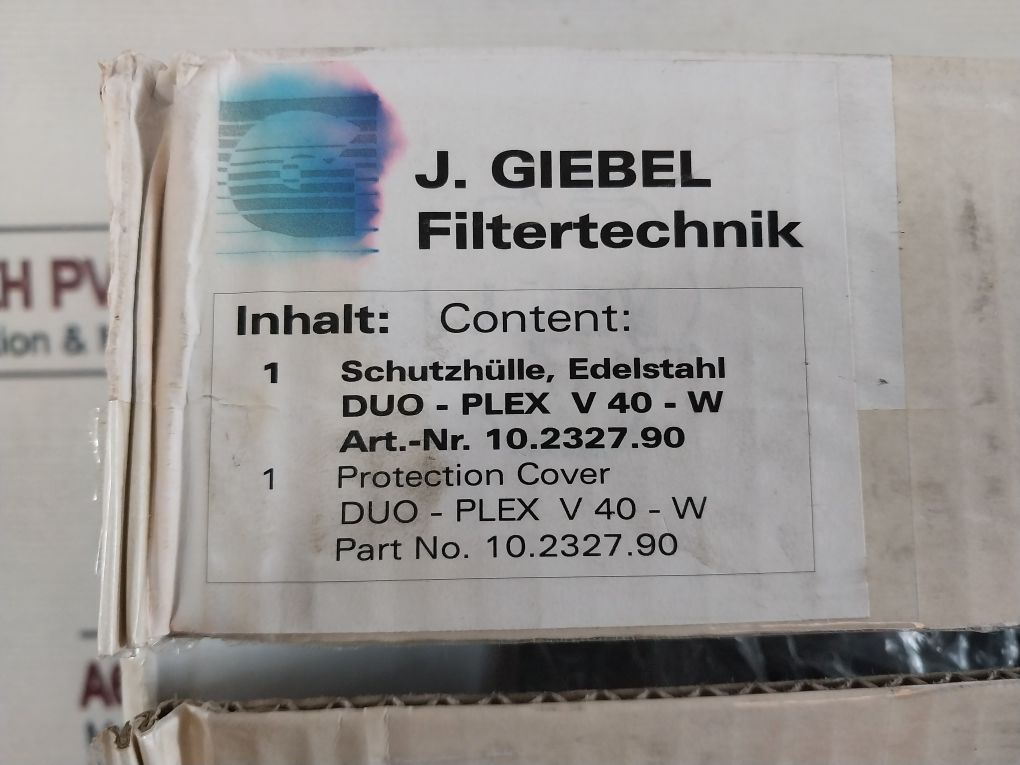 J. GIEBEL
Filtertechnik
Inhalt: Content:
1 Schutzhülle, Edelstahl
DUO - PLEX V 40 - W
Art.-Nr. 10.2327.90
1 Protection Cover
DUO - PLEX V 40 - W
Part No. 10.2327.90